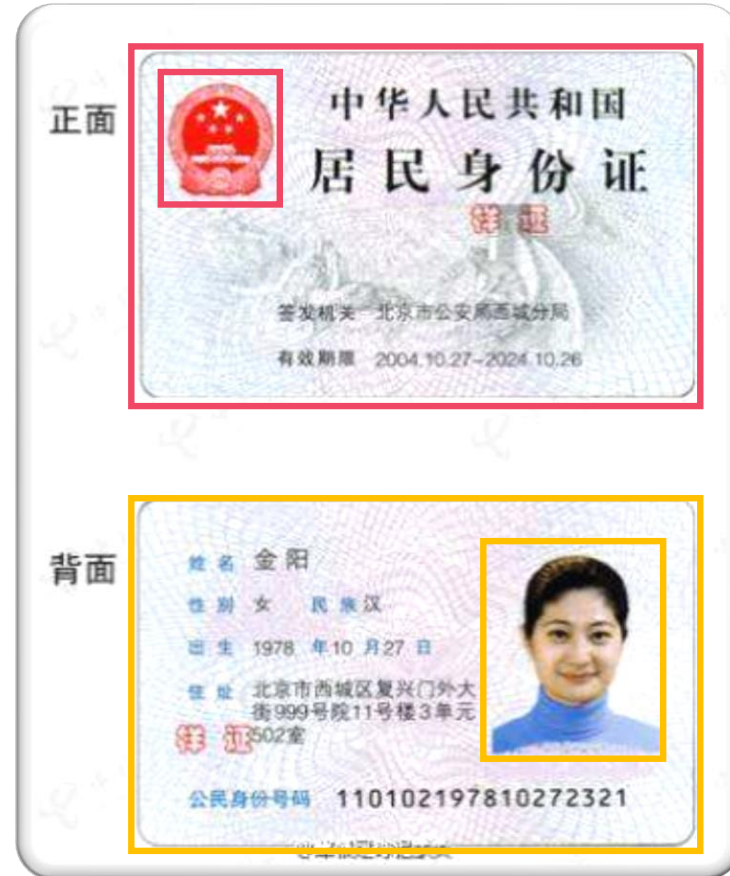 正面
中华人民共和国
居民身份证
样 证
签发机关 北京市公安局西城分局
有效期限 2004.10.27-2024.10.26
背面
姓名 金阳
性别 女 民族 汉
出生 1978 年10 月27 日
住址 北京市西城区复兴门外大
街999号院11号楼3单元
502室
样 证
公民身份号码 110102197810272321